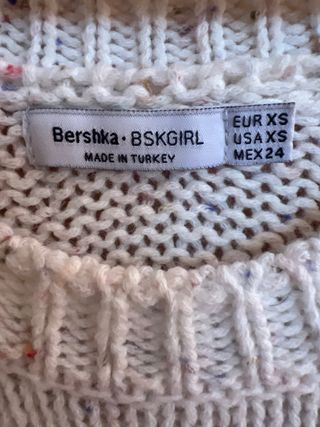 Bershka • BSKGIRL
MADE IN TURKEY
EUR XS
USA XS
MEX 24